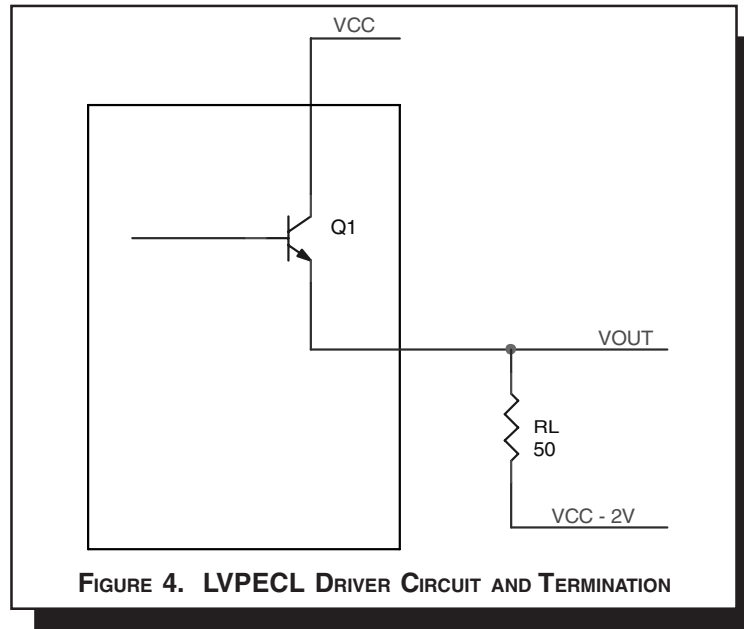 VCC
Q1
VOUT
RL
50
VCC - 2V
FIGURE 4. LVPECL DRIVER CIRCUIT AND TERMINATION